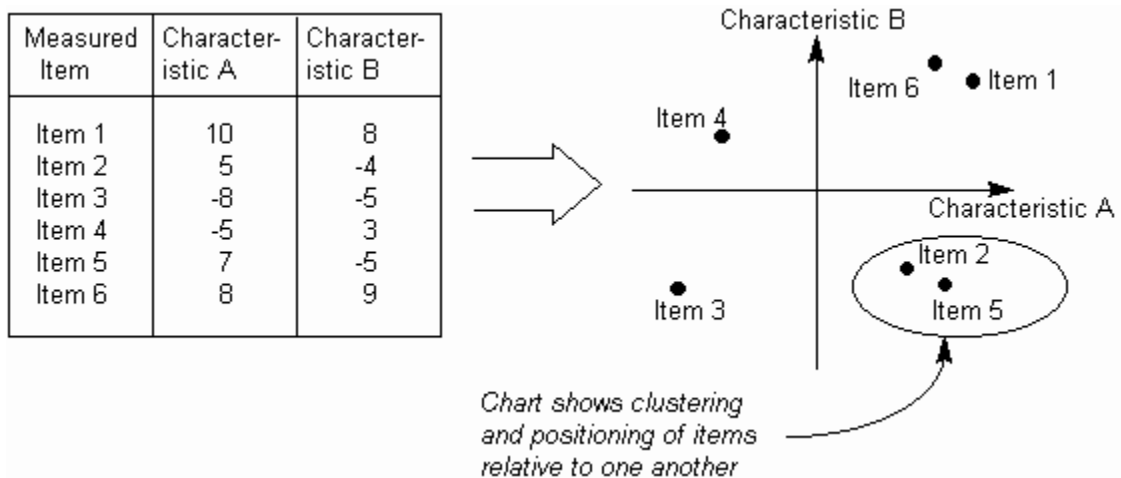 Measured Item
Character-istic A
Character-istic B
Item 1 10 8
Item 2 5 -4
Item 3 -8 -5
Item 4 -5 3
Item 5 7 -5
Item 6 8 9
Characteristic B
Item 6
Item 1
Item 4
Characteristic A
Item 2
Item 5
Item 3
Chart shows clustering
and positioning of items
relative to one another